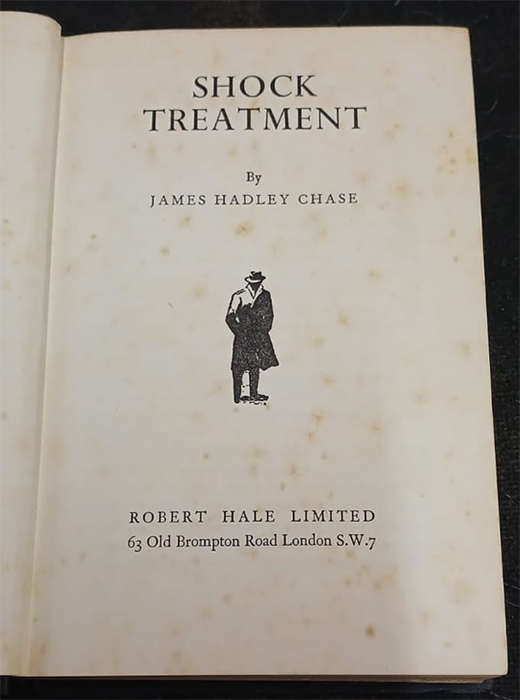 SHOCK
TREATMENT
By
JAMES HADLEY CHASE
ROBERT HALE LIMITED
63 Old Brompton Road London S.W.7